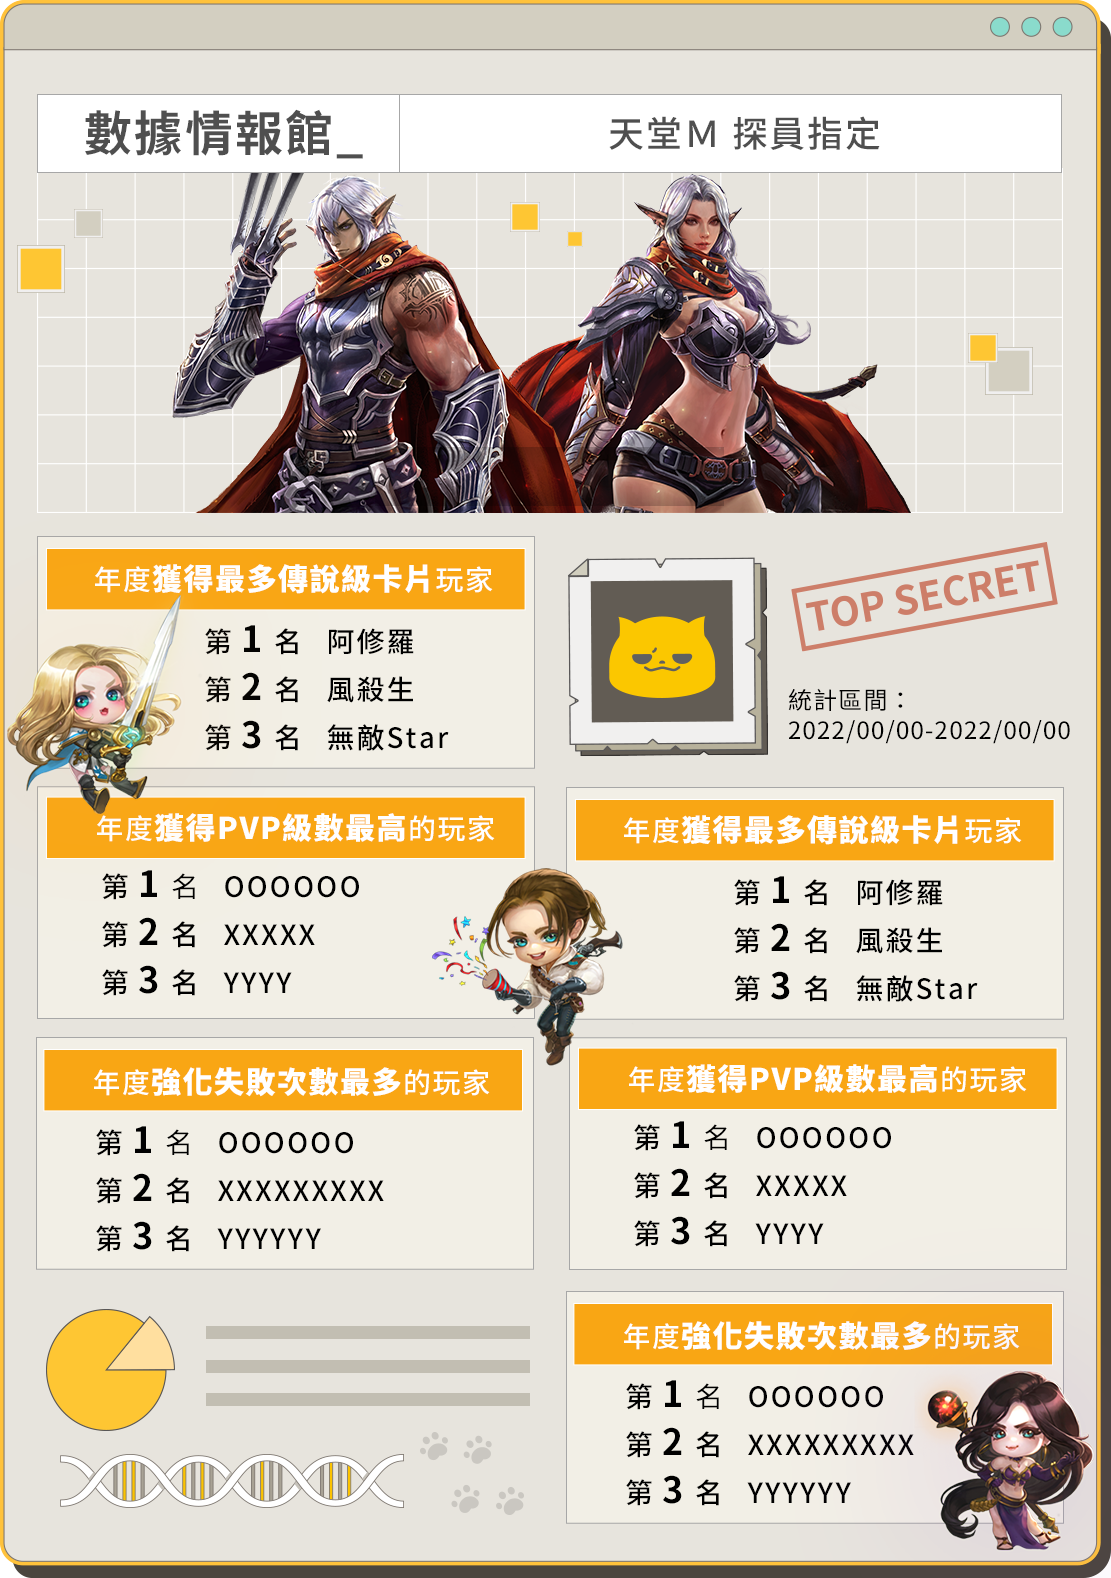 數據情報館_
天堂M 探員指定
年度獲得最多傳說級卡片玩家
第 1 名 阿修羅
第 2 名 風殺生
第 3 名 無敵Star
TOP SECRET
統計區間：
2022/00/00-2022/00/00
年度獲得PVP級數最高的玩家
第 1 名 OOOOOO
第 2 名 XXXXX
第 3 名 YYYY
年度獲得最多傳說級卡片玩家
第 1 名 阿修羅
第 2 名 風殺生
第 3 名 無敵Star
年度強化失敗次數最多的玩家
第 1 名 OOOOOO
第 2 名 XXXXXXXXX
第 3 名 YYYYYY
年度獲得PVP級數最高的玩家
第 1 名 OOOOOO
第 2 名 XXXXX
第 3 名 YYYY
年度強化失敗次數最多的玩家
第 1 名 OOOOOO
第 2 名 XXXXXXXXX
第 3 名 YYYYYY